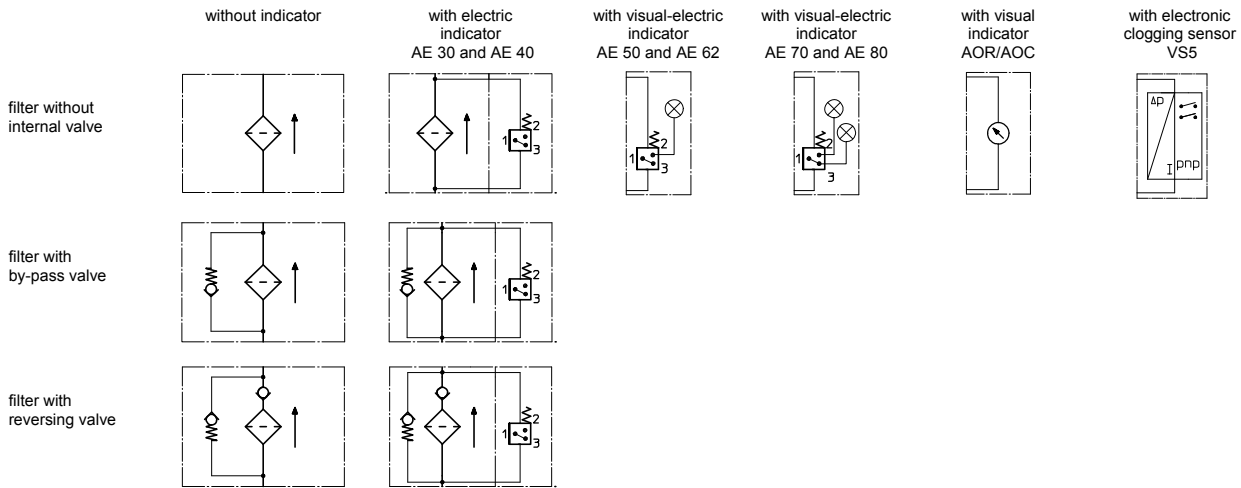 without indicator
with electric
indicator
AE 30 and AE 40
with visual-electric
indicator
AE 50 and AE 62
with visual-electric
indicator
AE 70 and AE 80
with visual
indicator
AOR/AOC
with electronic
clogging sensor
VS5
filter without
internal valve
1 2 3
1 2 3
1 2 3
Δp
I pnp
filter with
by-pass valve
1 2 3
filter with
reversing valve
1 2 3